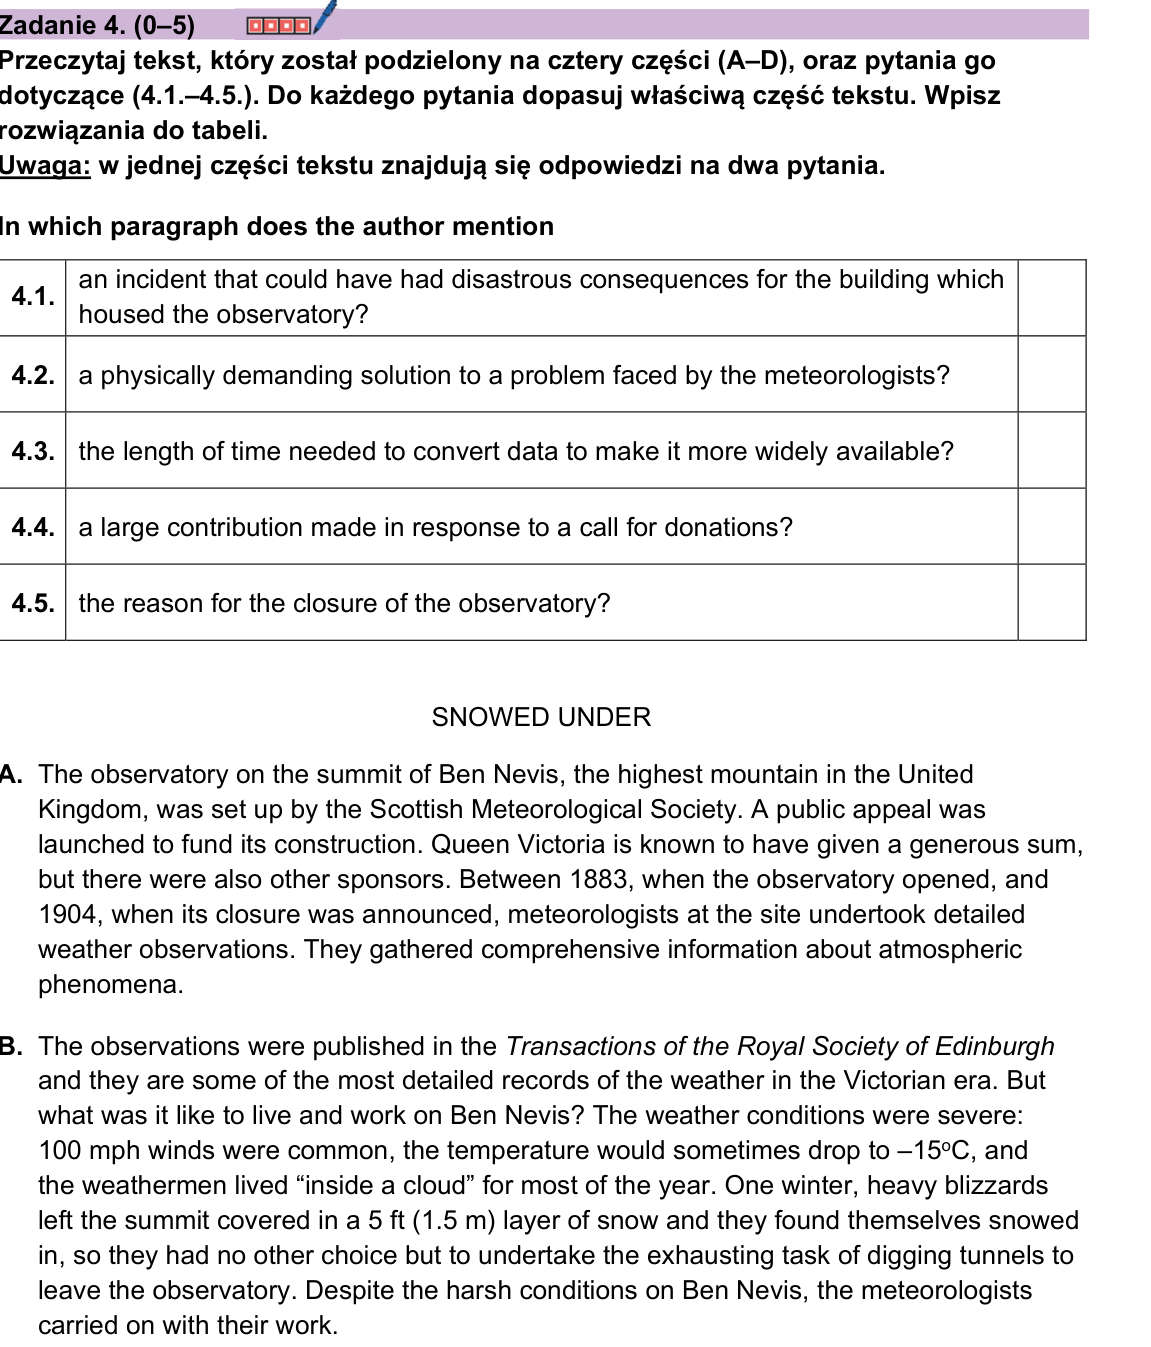 Zadanie 4. (0–5)
Przeczytaj tekst, który został podzielony na cztery części (A–D), oraz pytania go
dotyczące (4.1.–4.5.). Do każdego pytania dopasuj właściwą część tekstu. Wpisz
rozwiązania do tabeli.
Uwaga: w jednej części tekstu znajdują się odpowiedzi na dwa pytania.
In which paragraph does the author mention
4.1. an incident that could have had disastrous consequences for the building which
housed the observatory?
4.2. a physically demanding solution to a problem faced by the meteorologists?
4.3. the length of time needed to convert data to make it more widely available?
4.4. a large contribution made in response to a call for donations?
4.5. the reason for the closure of the observatory?
SNOWED UNDER
A. The observatory on the summit of Ben Nevis, the highest mountain in the United
Kingdom, was set up by the Scottish Meteorological Society. A public appeal was
launched to fund its construction. Queen Victoria is known to have given a generous sum,
but there were also other sponsors. Between 1883, when the observatory opened, and
1904, when its closure was announced, meteorologists at the site undertook detailed
weather observations. They gathered comprehensive information about atmospheric
phenomena.
B. The observations were published in the Transactions of the Royal Society of Edinburgh
and they are some of the most detailed records of the weather in the Victorian era. But
what was it like to live and work on Ben Nevis? The weather conditions were severe:
100 mph winds were common, the temperature would sometimes drop to –15ºC, and
the weathermen lived “inside a cloud” for most of the year. One winter, heavy blizzards
left the summit covered in a 5 ft (1.5 m) layer of snow and they found themselves snowed
in, so they had no other choice but to undertake the exhausting task of digging tunnels to
leave the observatory. Despite the harsh conditions on Ben Nevis, the meteorologists
carried on with their work.